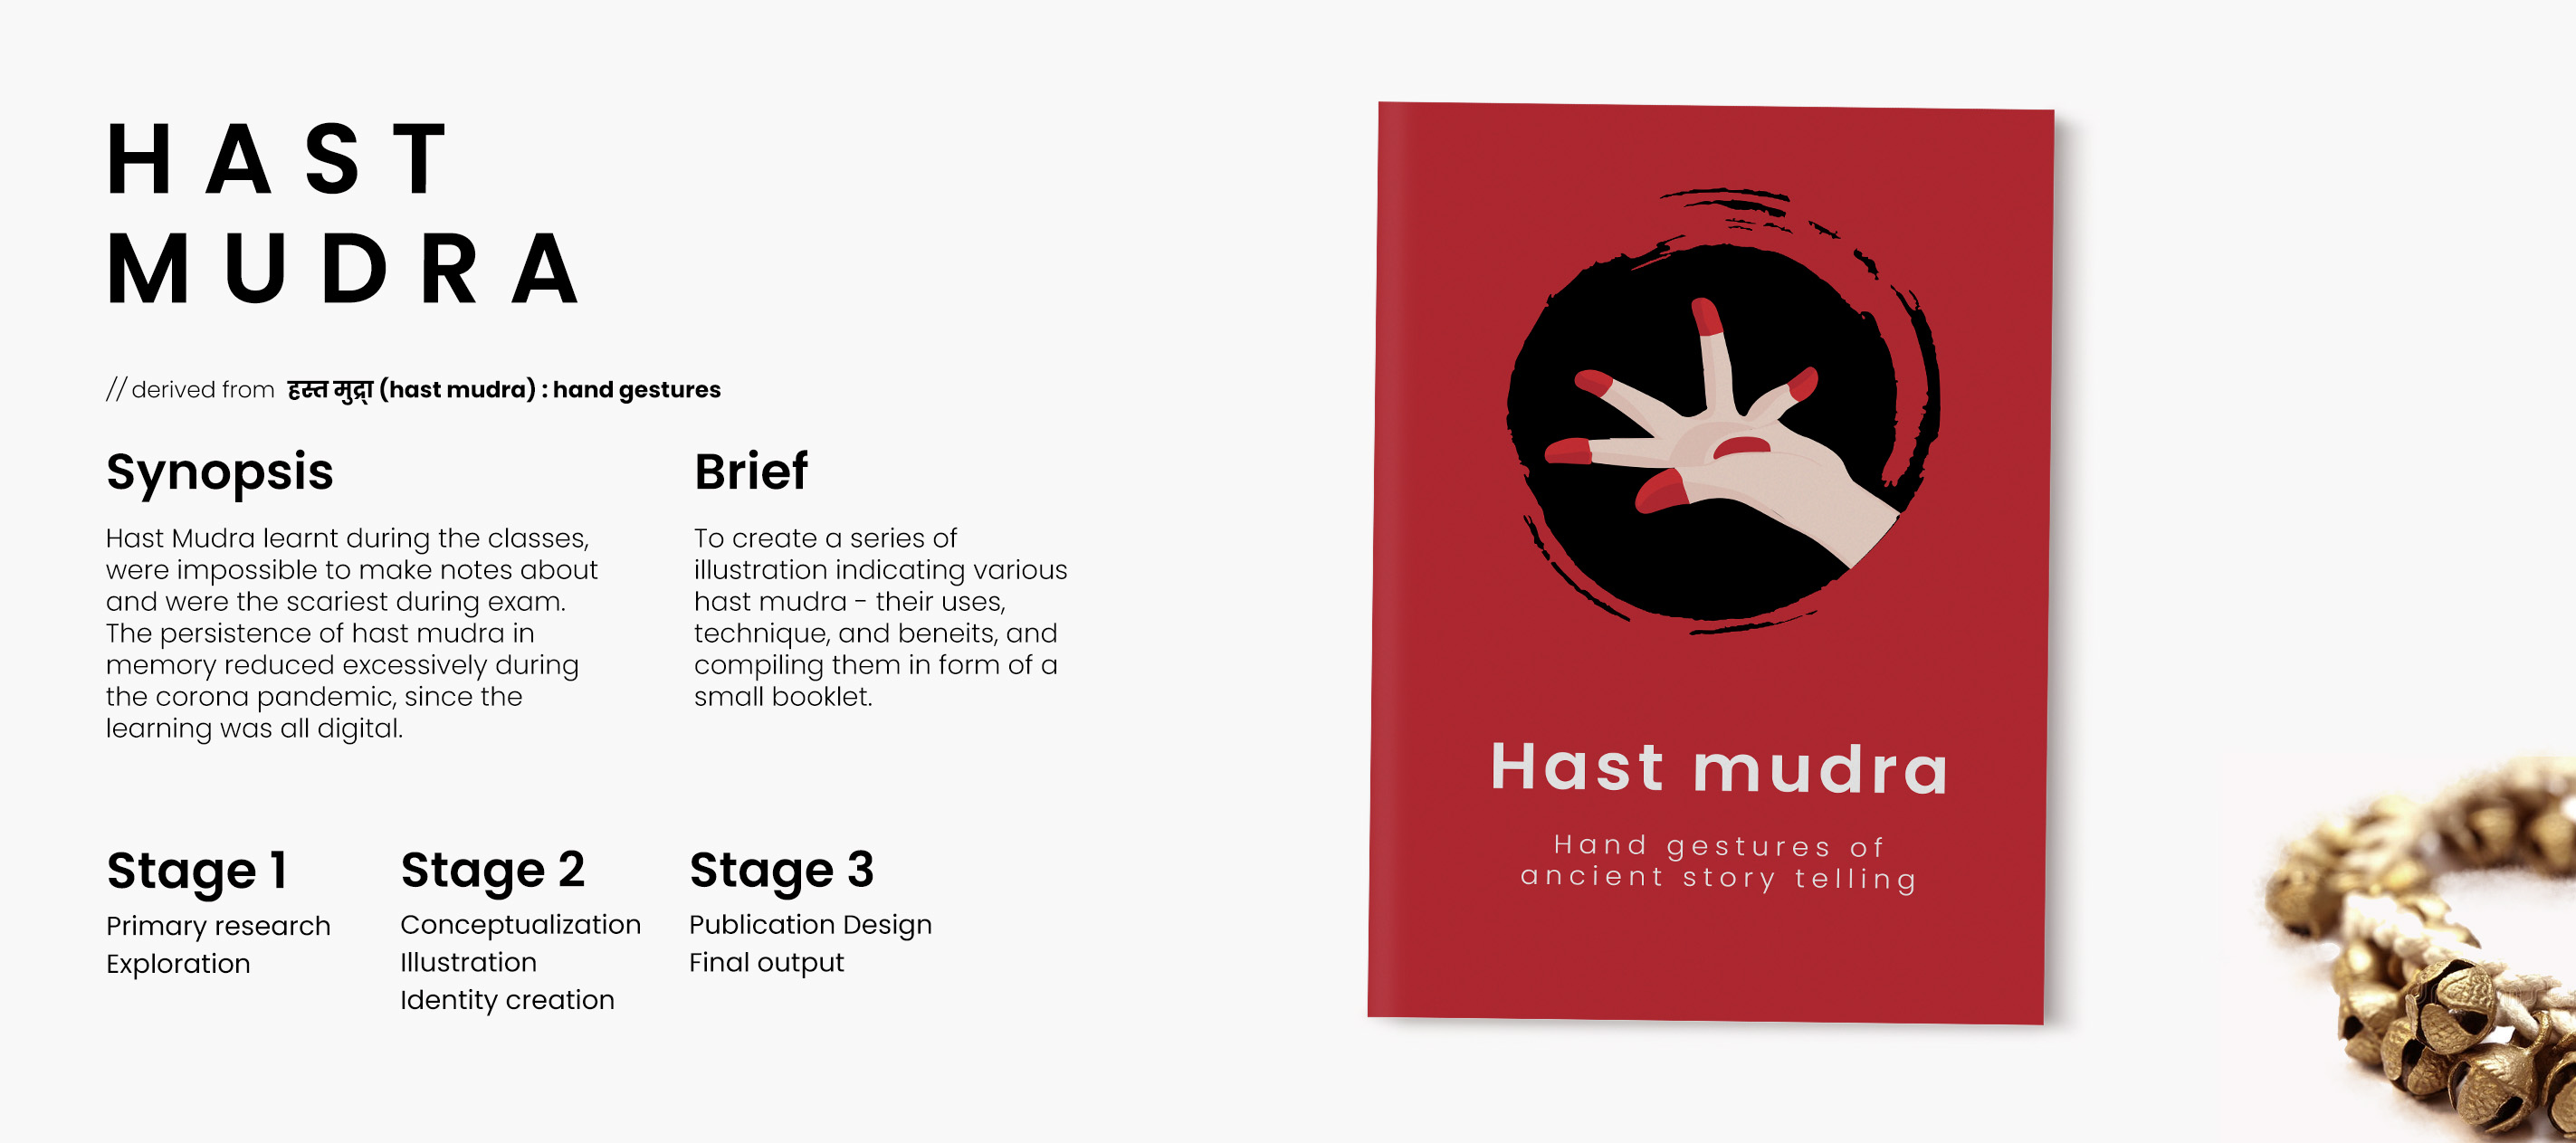 HAST
MUDRA
// derived from हस्त मुद्रा (hast mudra) : hand gestures
Synopsis
Hast Mudra learnt during the classes,
were impossible to make notes about
and were the scariest during exam.
The persistence of hast mudra in
memory reduced excessively during
the corona pandemic, since the
learning was all digital.
Brief
To create a series of
illustration indicating various
hast mudra - their uses,
technique, and beneits, and
compiling them in form of a
small booklet.
Stage 1
Primary research
Exploration
Stage 2
Conceptualization
Illustration
Identity creation
Stage 3
Publication Design
Final output
Hast mudra
Hand gestures of
ancient story telling